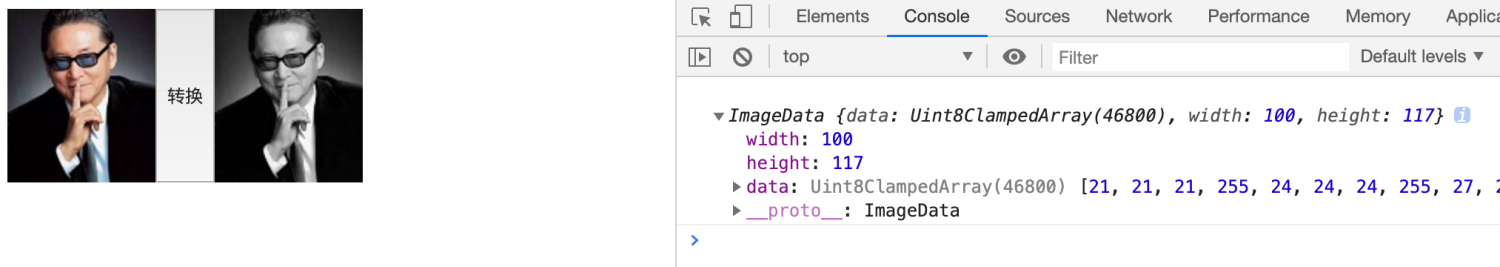 转换
Elements Console Sources Network Performance Memory Applic
top Filter Default levels
ImageData {data: Uint8ClampedArray(46800), width: 100, height: 117} i
width: 100
height: 117
data: Uint8ClampedArray(46800) [21, 21, 21, 255, 24, 24, 24, 255, 27, 2
__proto__: ImageData